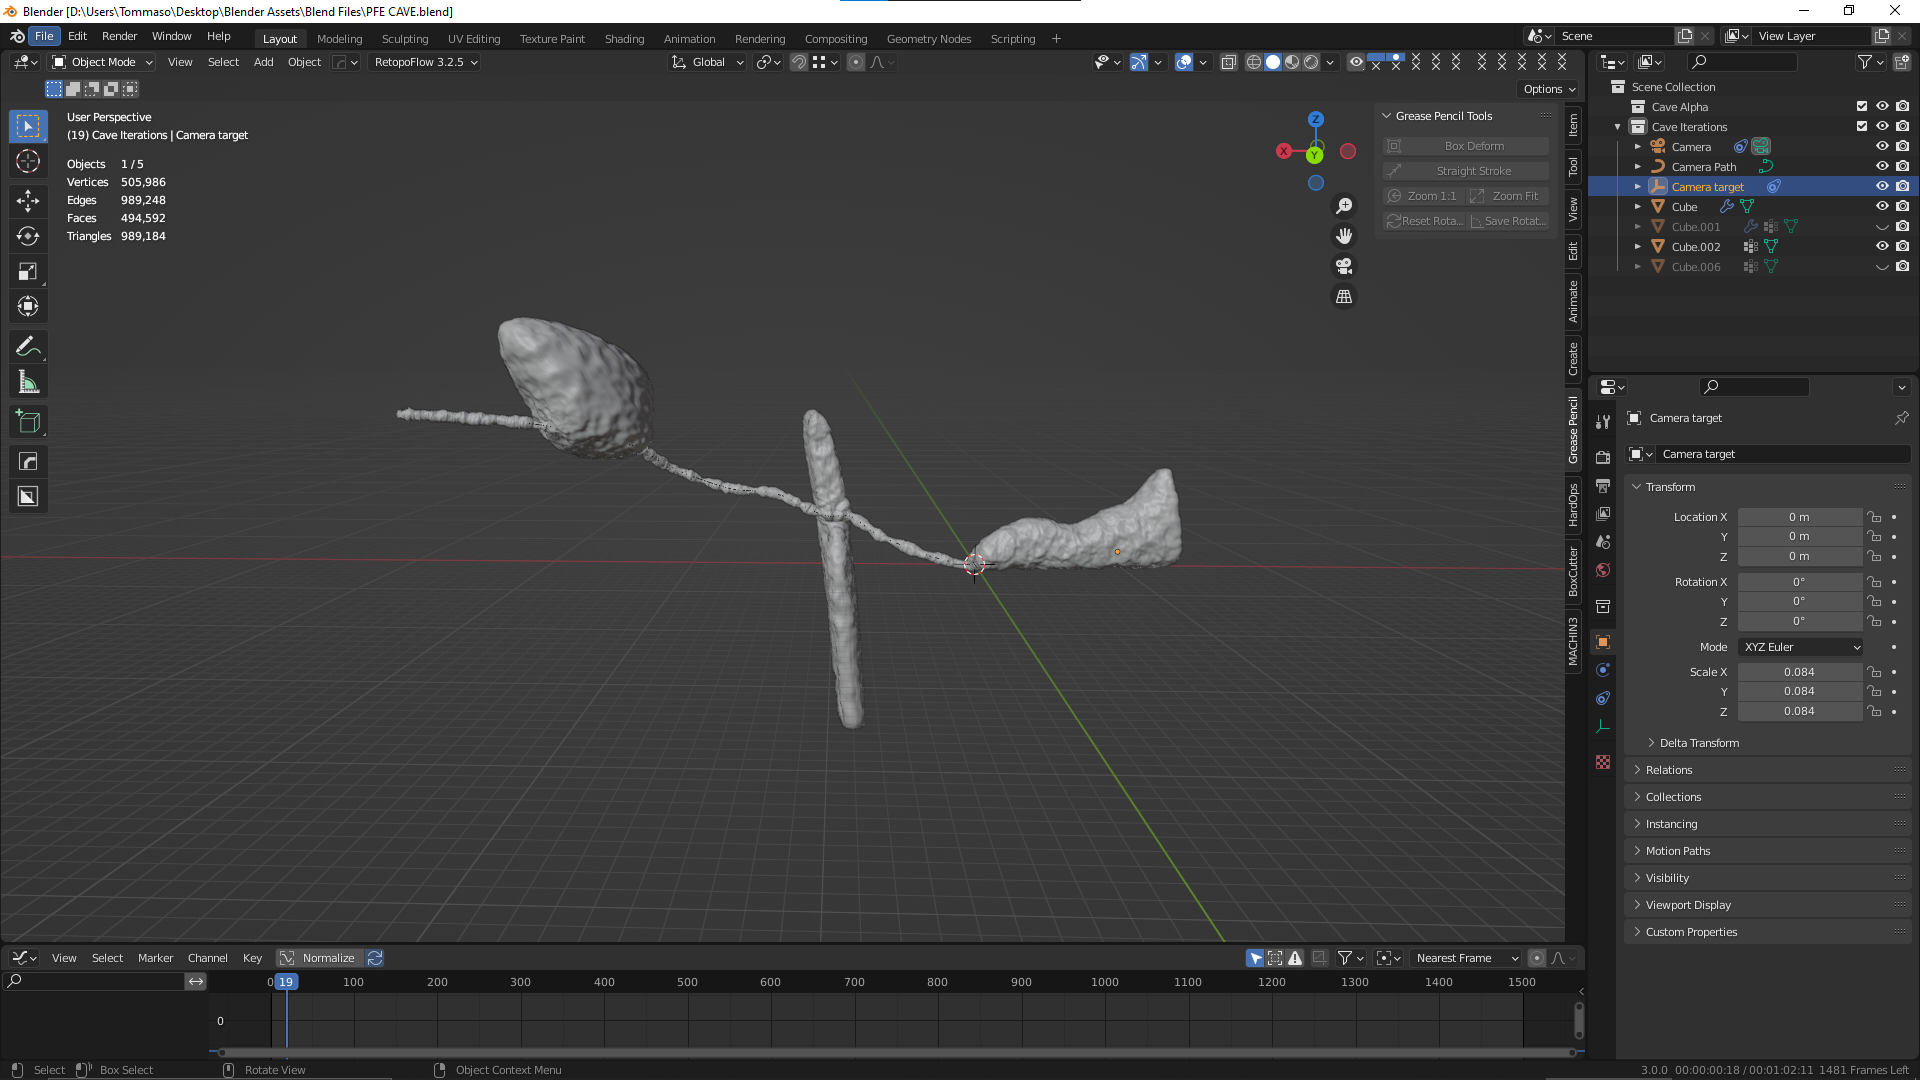 Blender [D:\Users\Tommaso\Desktop\Blender Assets\Blend Files\PFE CAVE.blend]
File Edit Render Window Help Layout Modeling Sculpting UV Editing Texture Paint Shading Animation Rendering Compositing Geometry Nodes Scripting + Scene View Layer
Object Mode View Select Add Object RetopoFlow 3.2.5 Global
Options
User Perspective
(19) Cave Iterations | Camera target
Objects 1 / 5
Vertices 505,986
Edges 989,248
Faces 494,592
Triangles 989,184
Z
X
Y
Grease Pencil Tools
Box Deform
Straight Stroke
Zoom 1:1 Zoom Fit
Reset Rota... Save Rotat...
Item
Tool
View
Edit
Animate
Create
Grease Pencil
HardOps
BoxCutter
MACHIN3
Scene Collection
Cave Alpha
Cave Iterations
Camera
Camera Path
Camera target
Cube
Cube.001
Cube.002
Cube.006
Camera target
Camera target
Transform
Location X 0 m
Y 0 m
Z 0 m
Rotation X 0°
Y 0°
Z 0°
Mode XYZ Euler
Scale X 0.084
Y 0.084
Z 0.084
Delta Transform
Relations
Collections
Instancing
Motion Paths
Visibility
Viewport Display
Custom Properties
View Select Marker Channel Key Normalize Nearest Frame
0 19 100 200 300 400 500 600 700 800 900 1000 1100 1200 1300 1400 1500
0
Select Box Select Rotate View Object Context Menu 3.0.0 00:00:00:18 / 00:01:02:11 1481 Frames Left